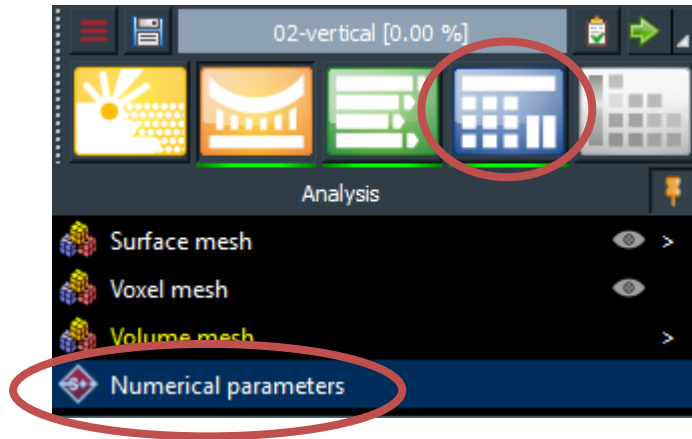 02-vertical [0.00 %]
Analysis
Surface mesh >
Voxel mesh
Volume mesh >
Numerical parameters